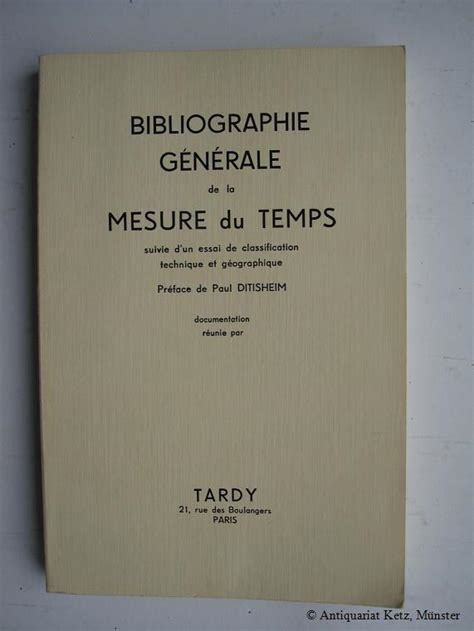 BIBLIOGRAPHIE
GÉNÉRALE
de la
MESURE du TEMPS
suivie d'un essai de classification
technique et géographique
Préface de Paul DITISHEIM
documentation
réunie par
TARDY
21, rue des Boulangers
PARIS
© Antiquariat Ketz, Münster